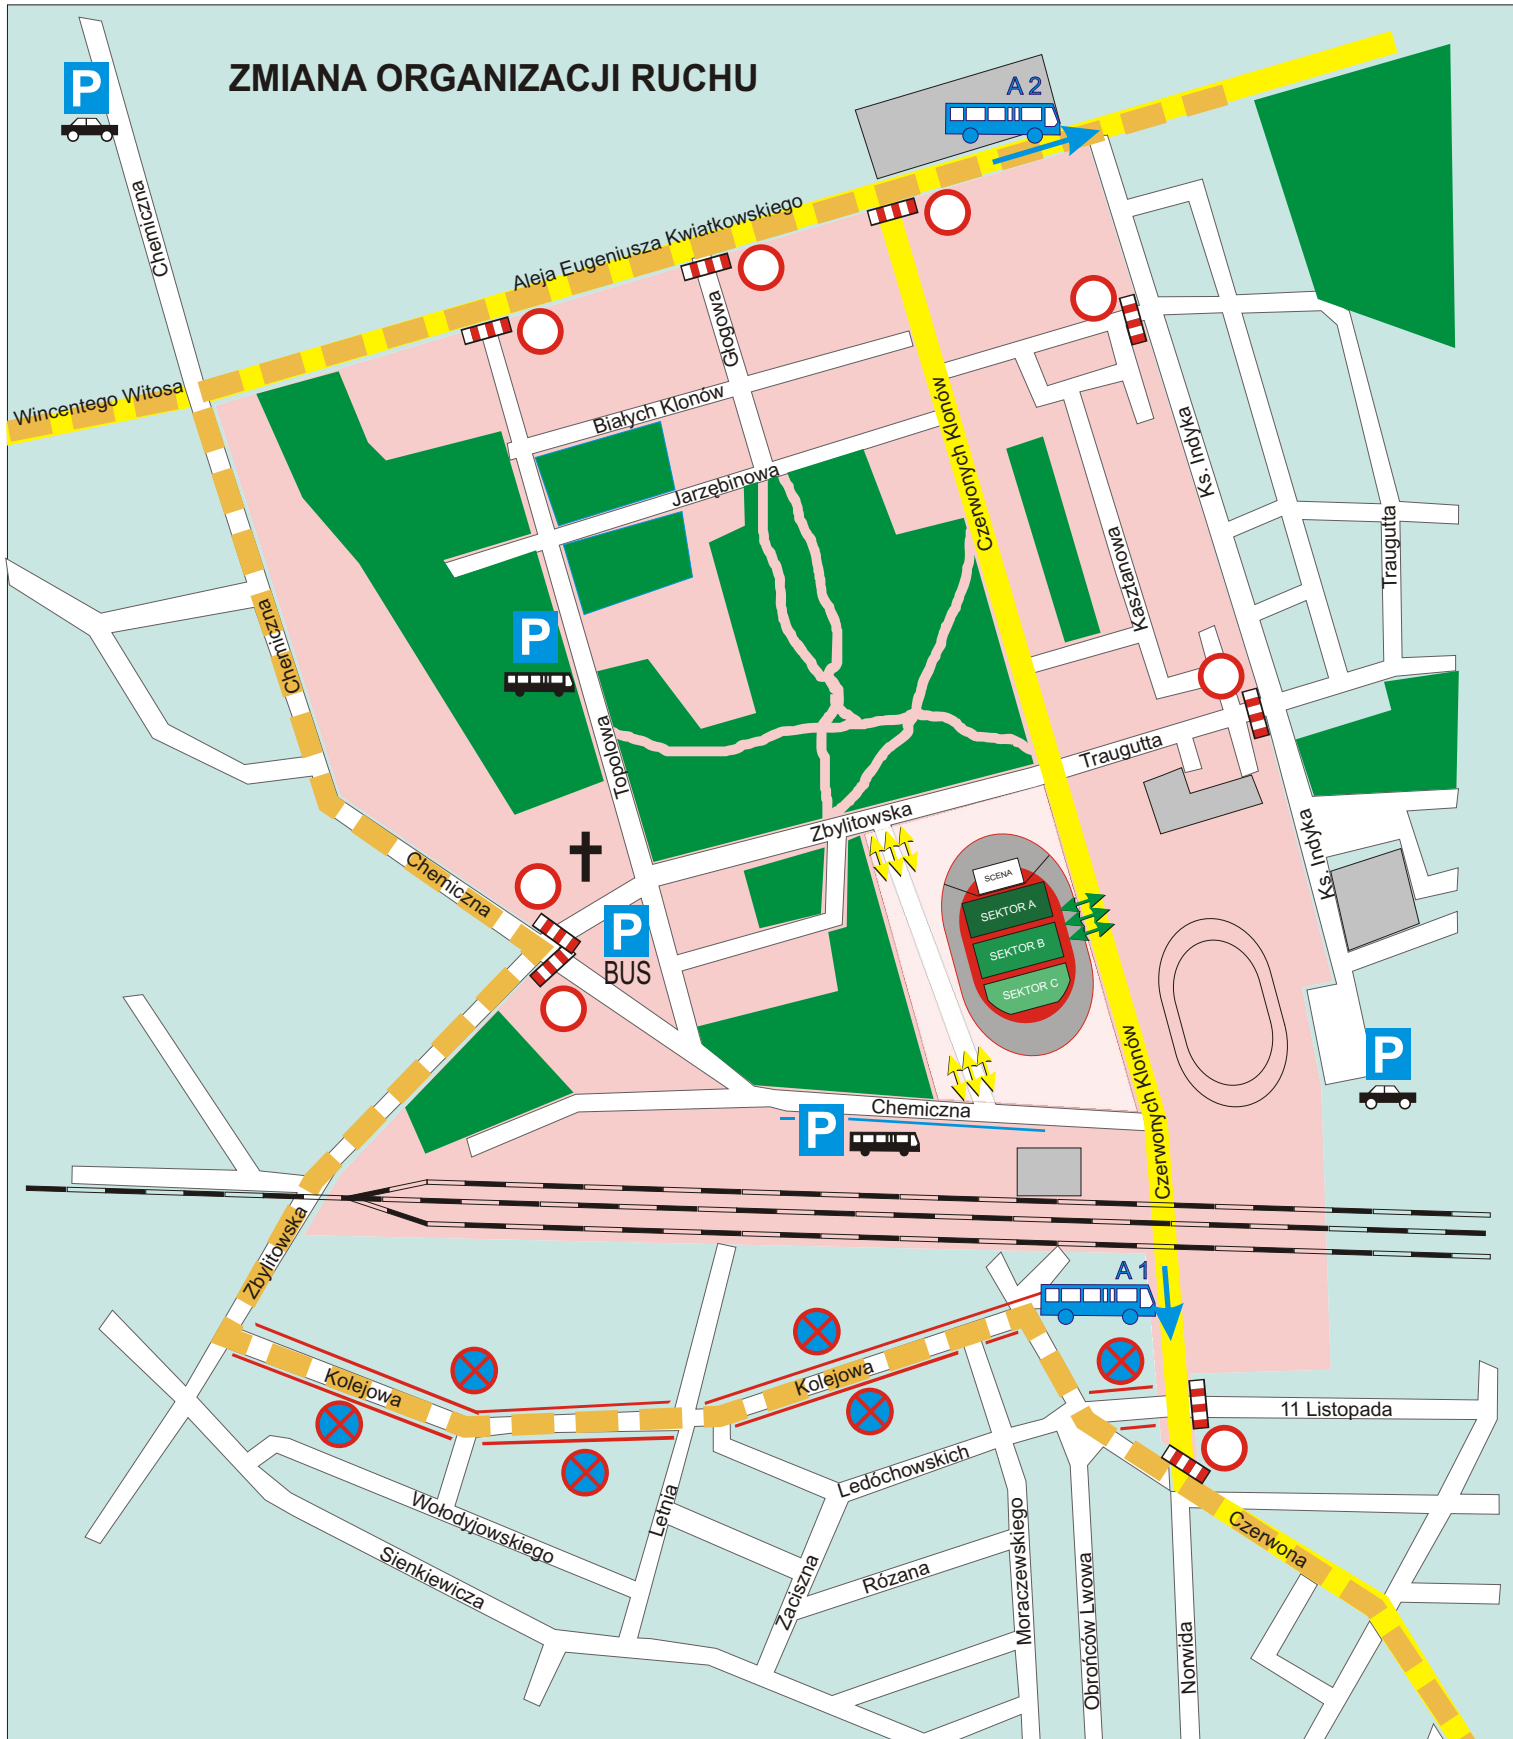 ZMIANA ORGANIZACJI RUCHU
P
A 2
Chemiczna
Aleja Eugeniusza Kwiatkowskiego
Wincentego Witosa
Głogowa
Białych Klonów
Jarzębinowa
Czerwonych Klonów
Ks. Indyka
Kasztanowa
Traugutta
Chemiczna
P
Topolowa
Traugutta
Zbylitowska
Chemiczna
SCENA
SEKTOR A
SEKTOR B
SEKTOR C
Ks. Indyka
P
BUS
P
Chemiczna
P
Czerwonych Klonów
Zbylitowska
A 1
Kolejowa
Kolejowa
11 Listopada
Ledóchowskich
Letnia
Wołodyjowskiego
Sienkiewicza
Zaciszna
Rózana
Moraczewskiego
Obrońców Lwowa
Norwida
Czerwona